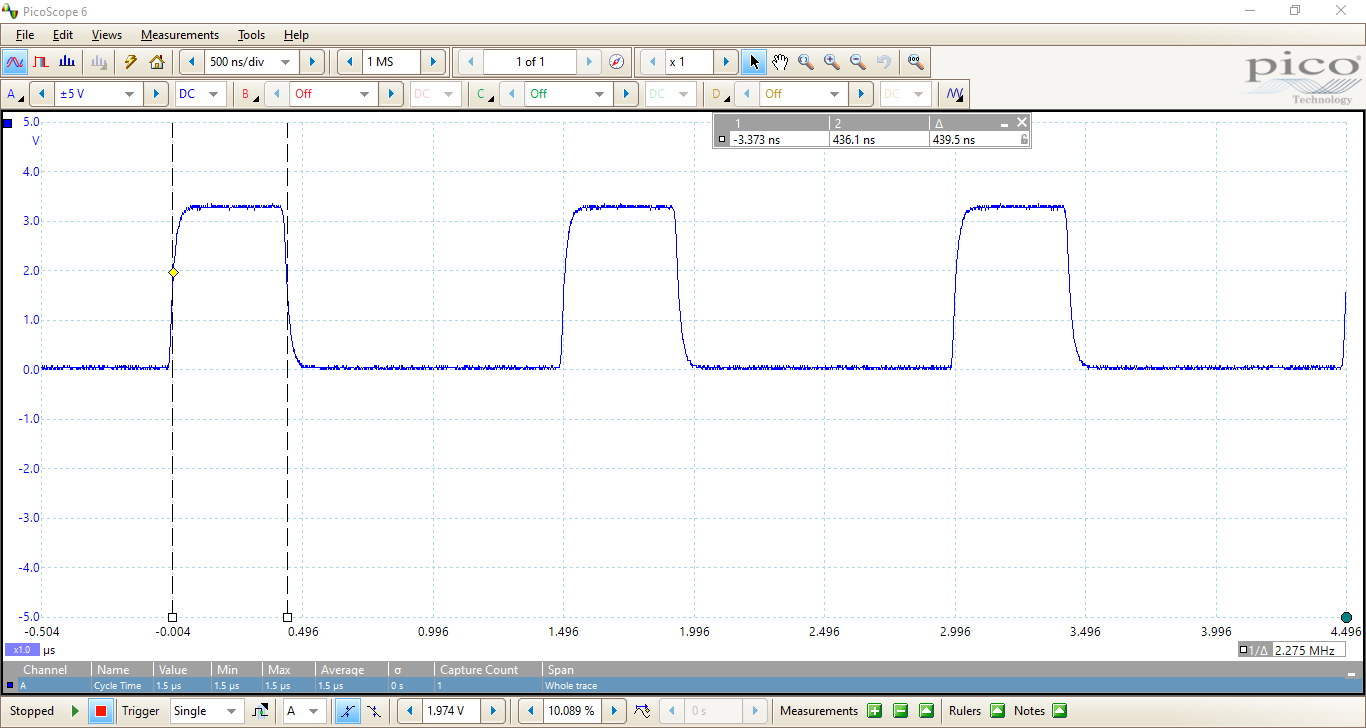 PicoScope 6
File Edit Views Measurements Tools Help
500 ns/div 1 MS 1 of 1 x 1
pico
Technology
A ±5 V DC B Off DC C Off DC D Off DC
1 2 Δ
-3.373 ns 436.1 ns 439.5 ns
5.0
V
4.0
3.0
2.0
1.0
0.0
-1.0
-2.0
-3.0
-4.0
-5.0
-0.504 -0.004 0.496 0.996 1.496 1.996 2.496 2.996 3.496 3.996 4.496
x1.0 µs
1/Δ 2.275 MHz
Channel Name Value Min Max Average σ Capture Count Span
A Cycle Time 1.5 µs 1.5 µs 1.5 µs 1.5 µs 0 s 1 Whole trace
Stopped Trigger Single A 1.974 V 10.089 % 0 s Measurements Rulers Notes